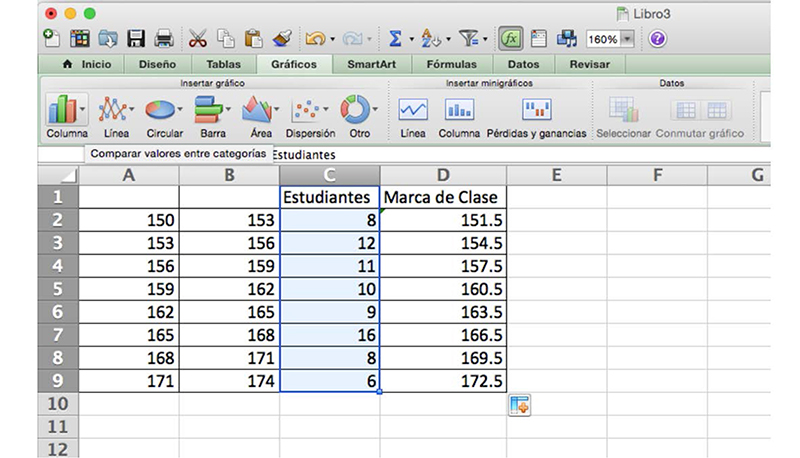 Libro3
fx 160% ?
Inicio Diseño Tablas Gráficos SmartArt Fórmulas Datos Revisar
Insertar gráfico Insertar minigráficos Datos
Columna Línea Circular Barra Área Dispersión Otro Línea Columna Pérdidas y ganancias Seleccionar Conmutar gráfico
Comparar valores entre categorías Estudiantes
A B C D E F G
1 Estudiantes Marca de Clase
2 150 153 8 151.5
3 153 156 12 154.5
4 156 159 11 157.5
5 159 162 10 160.5
6 162 165 9 163.5
7 165 168 16 166.5
8 168 171 8 169.5
9 171 174 6 172.5
10
11
12